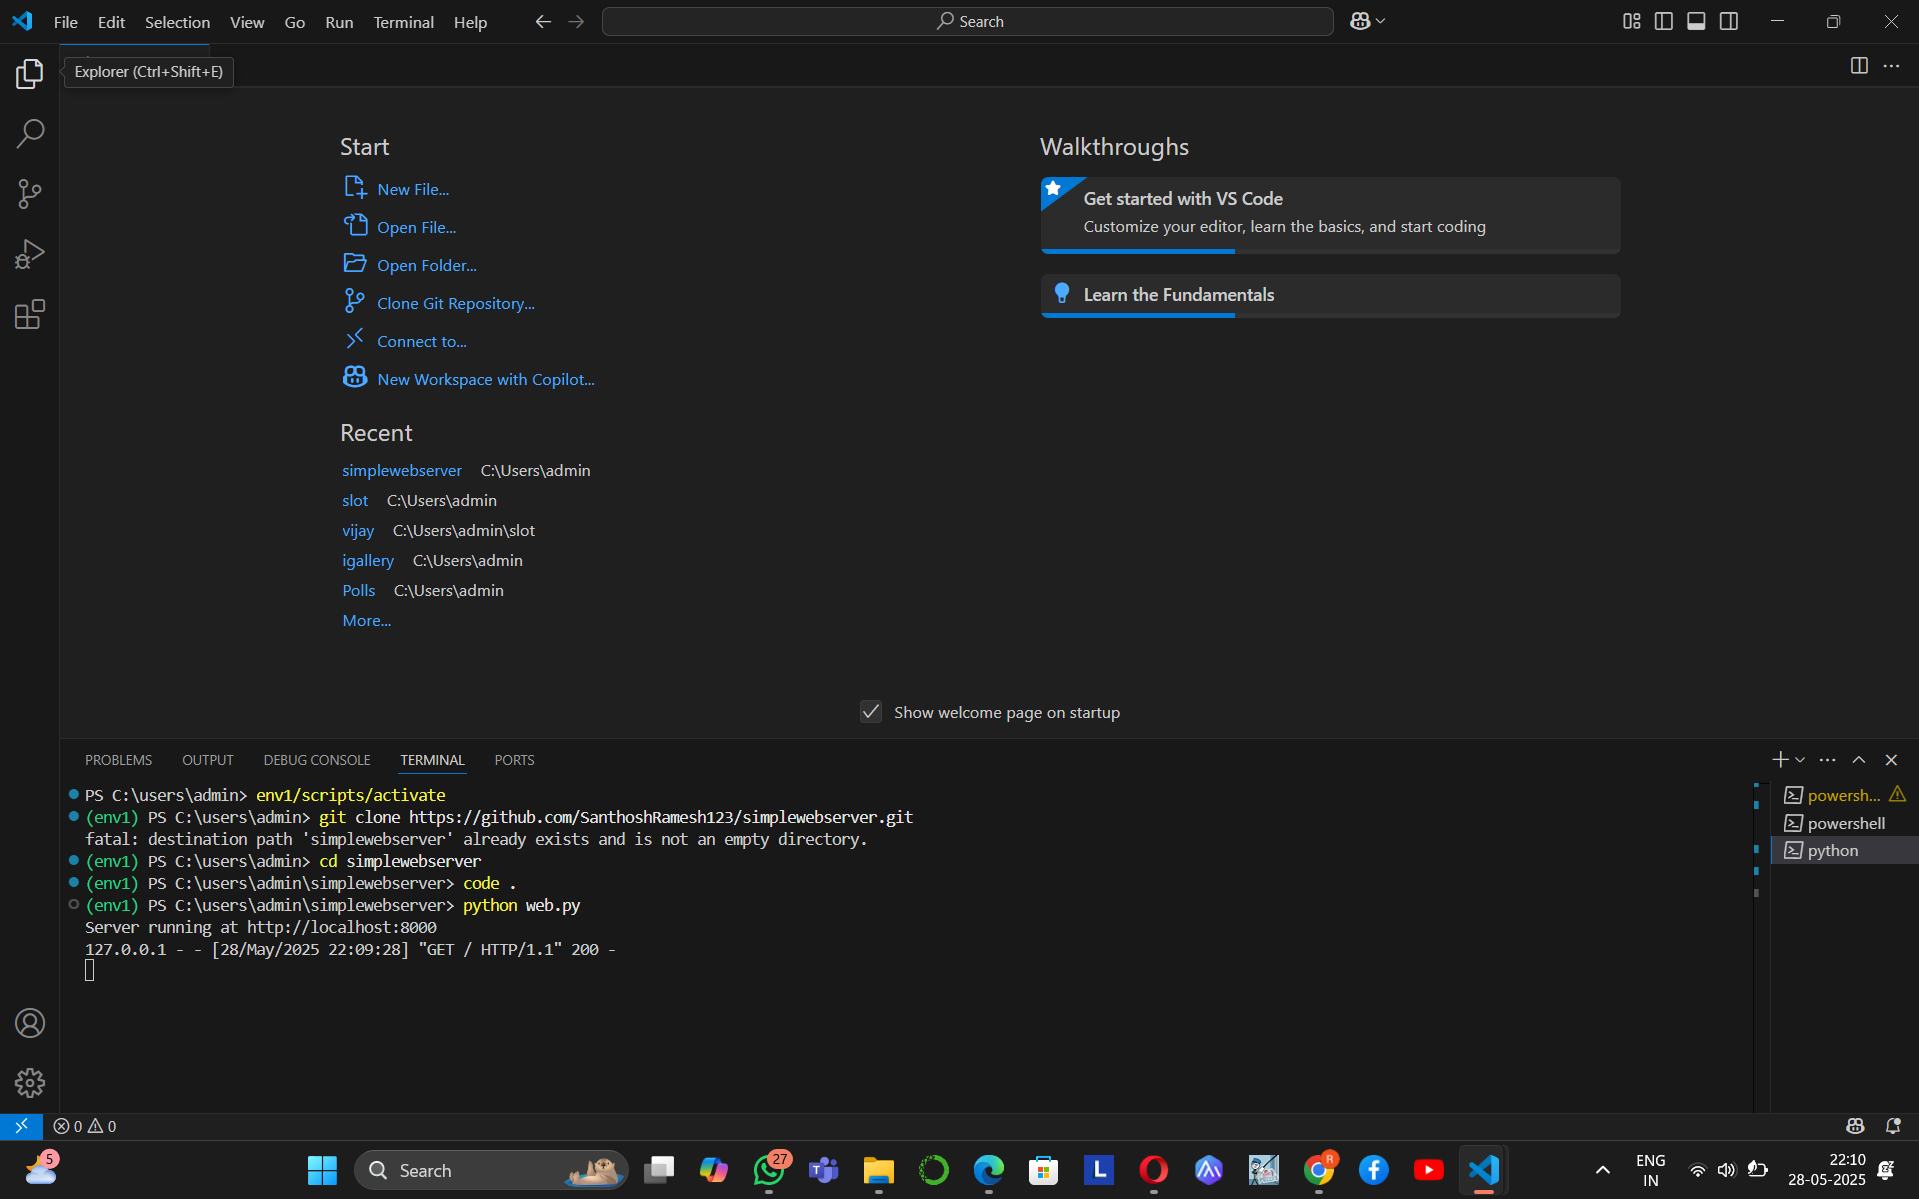 File Edit Selection View Go Run Terminal Help
Search
Explorer (Ctrl+Shift+E)
Start
New File...
Open File...
Open Folder...
Clone Git Repository...
Connect to...
New Workspace with Copilot...
Recent
simplewebserver C:\Users\admin
slot C:\Users\admin
vijay C:\Users\admin\slot
igallery C:\Users\admin
Polls C:\Users\admin
More...
Walkthroughs
Get started with VS Code
Customize your editor, learn the basics, and start coding
Learn the Fundamentals
Show welcome page on startup
PROBLEMS OUTPUT DEBUG CONSOLE TERMINAL PORTS
PS C:\users\admin> env1/scripts/activate
(env1) PS C:\users\admin> git clone https://github.com/SanthoshRamesh123/simplewebserver.git
fatal: destination path 'simplewebserver' already exists and is not an empty directory.
(env1) PS C:\users\admin> cd simplewebserver
(env1) PS C:\users\admin\simplewebserver> code .
(env1) PS C:\users\admin\simplewebserver> python web.py
Server running at http://localhost:8000
127.0.0.1 - - [28/May/2025 22:09:28] "GET / HTTP/1.1" 200 -
powersh...
powershell
python
0 0
5
Search
27
L
R
ENG
IN
22:10
28-05-2025